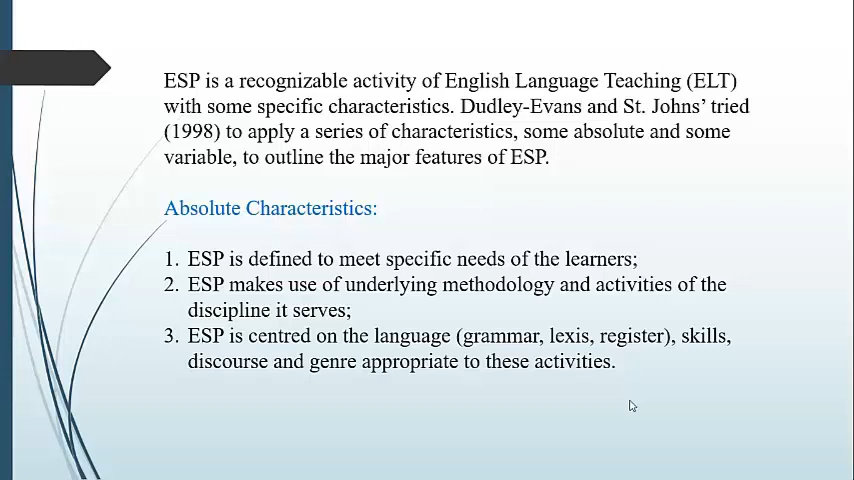 ESP is a recognizable activity of English Language Teaching (ELT)
with some specific characteristics. Dudley-Evans and St. Johns’ tried
(1998) to apply a series of characteristics, some absolute and some
variable, to outline the major features of ESP.
Absolute Characteristics:
1. ESP is defined to meet specific needs of the learners;
2. ESP makes use of underlying methodology and activities of the
discipline it serves;
3. ESP is centred on the language (grammar, lexis, register), skills,
discourse and genre appropriate to these activities.